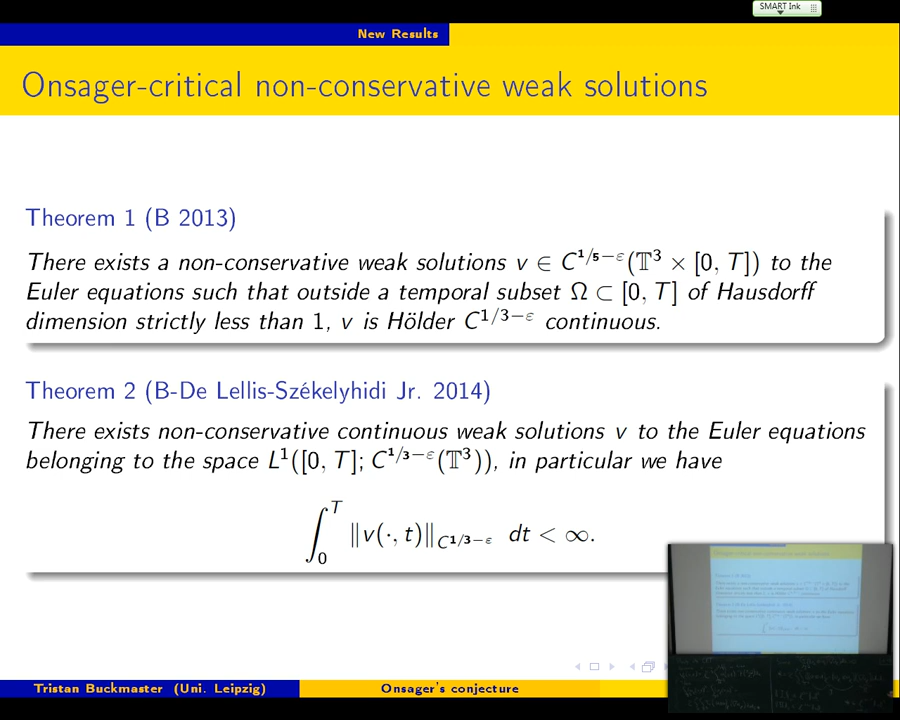 SMART Ink
New Results
Onsager-critical non-conservative weak solutions
Theorem 1 (B 2013)
There exists a non-conservative weak solutions v ∈ C^{1/5−ε}(𝕋³ × [0, T]) to the
Euler equations such that outside a temporal subset Ω ⊂ [0, T] of Hausdorff
dimension strictly less than 1, v is Hölder C^{1/3−ε} continuous.
Theorem 2 (B-De Lellis-Székelyhidi Jr. 2014)
There exists non-conservative continuous weak solutions v to the Euler equations
belonging to the space L¹([0, T]; C^{1/3−ε}(𝕋³)), in particular we have
∫₀ᵀ ‖v(·, t)‖_{C^{1/3−ε}} dt < ∞.
Tristan Buckmaster (Uni. Leipzig)
Onsager's conjecture